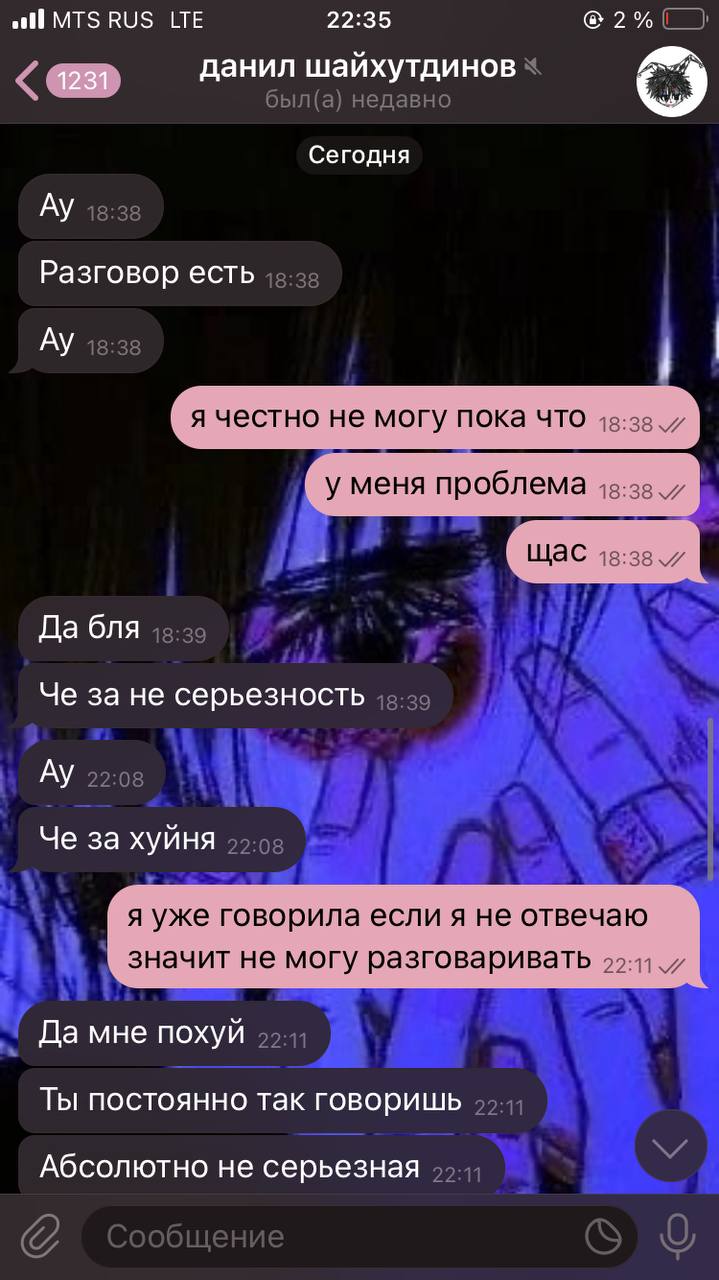 MTS RUS LTE 22:35 2 %
1231 данил шайхутдинов
был(а) недавно
Сегодня
Ау 18:38
Разговор есть 18:38
Ау 18:38
я честно не могу пока что 18:38
у меня проблема 18:38
щас 18:38
Да бля 18:39
Че за не серьезность 18:39
Ау 22:08
Че за хуйня 22:08
я уже говорила если я не отвечаю
значит не могу разговаривать 22:11
Да мне похуй 22:11
Ты постоянно так говоришь 22:11
Абсолютно не серьезная 22:11
Сообщение